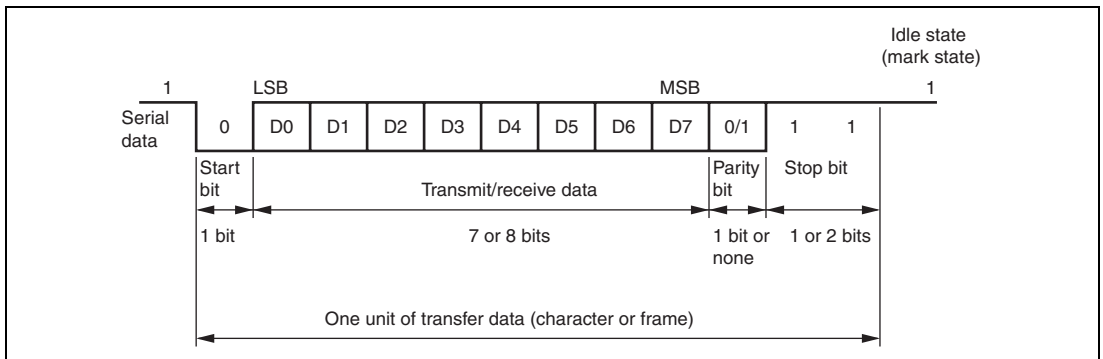 Idle state
(mark state)
1 LSB MSB 1
Serial
data
0 D0 D1 D2 D3 D4 D5 D6 D7 0/1 1 1
Start
bit
Transmit/receive data
Parity
bit
Stop bit
1 bit
7 or 8 bits
1 bit or
none
1 or 2 bits
One unit of transfer data (character or frame)